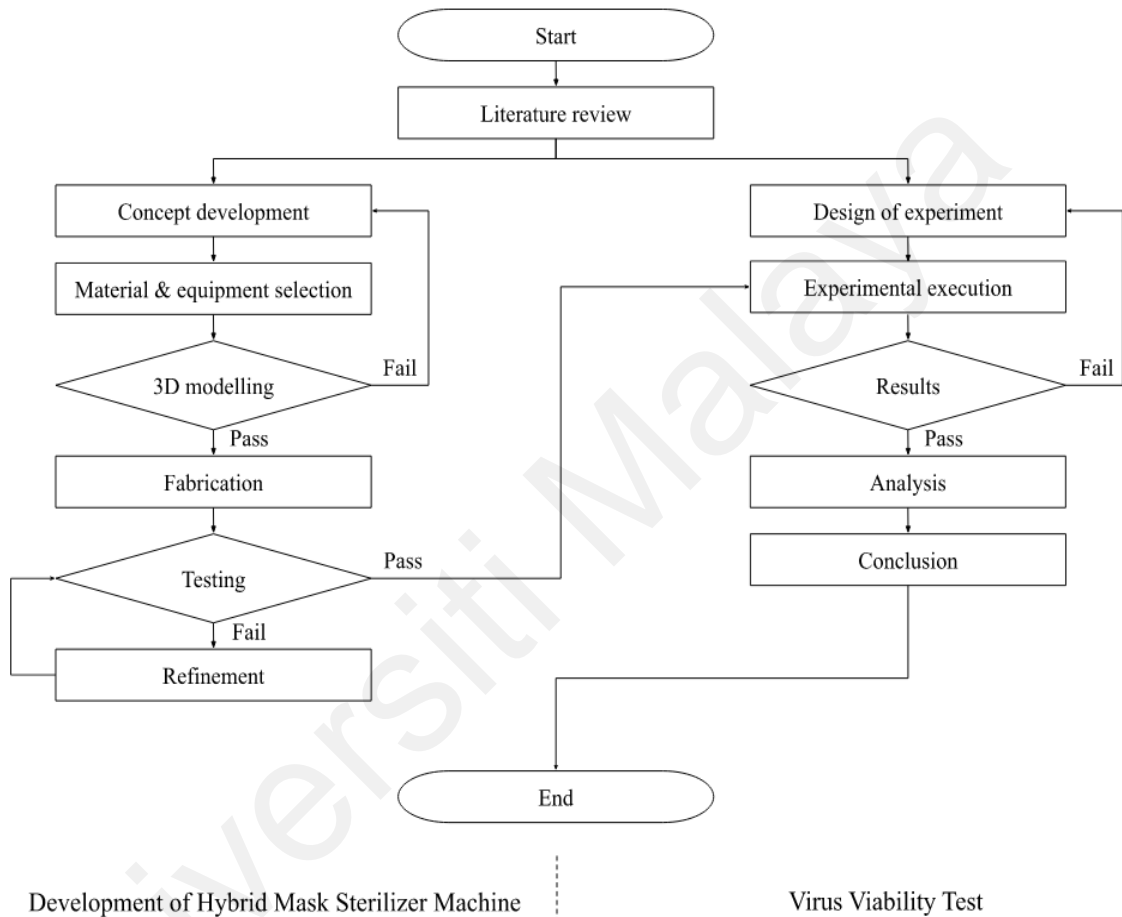 Start
Literature review
Concept development
Material & equipment selection
3D modelling
Fail
Pass
Fabrication
Testing
Pass
Fail
Refinement
Design of experiment
Experimental execution
Results
Fail
Pass
Analysis
Conclusion
End
Development of Hybrid Mask Sterilizer Machine
Virus Viability Test
versiti Malaya